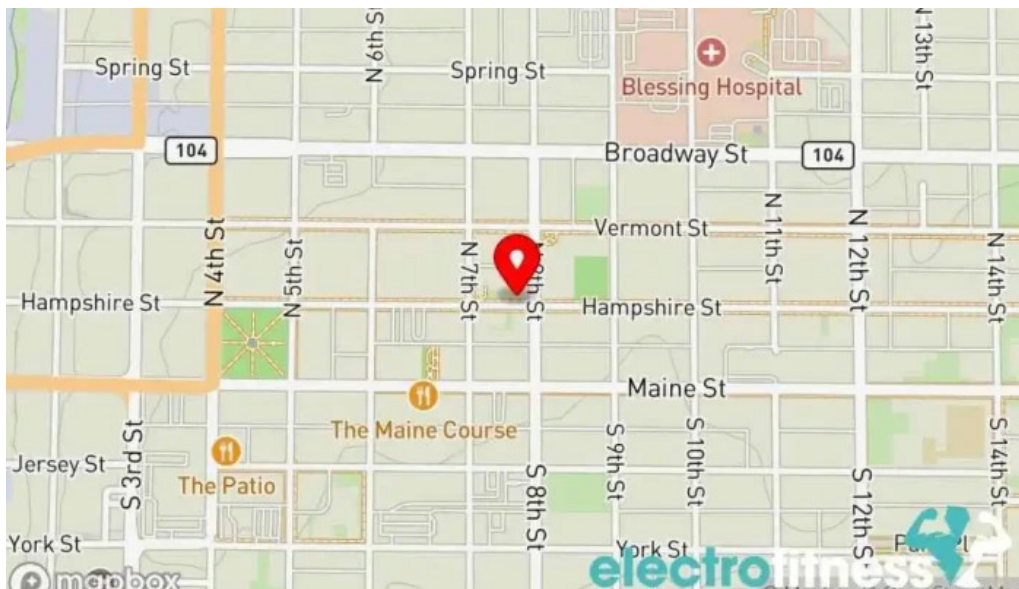 N 6th St
N 13th St
Spring St
Spring St
Blessing Hospital
104
Broadway St
104
N 4th St
N 5th St
N 7th St
Vermont St
N 11th St
N 12th St
N 14th St
Hampshire St
Hampshire St
Maine St
The Maine Course
S 3rd St
Jersey St
The Patio
S 8th St
S 9th St
S 10th St
S 12th St
S 14th St
York St
York St
mapbox
electrofitness